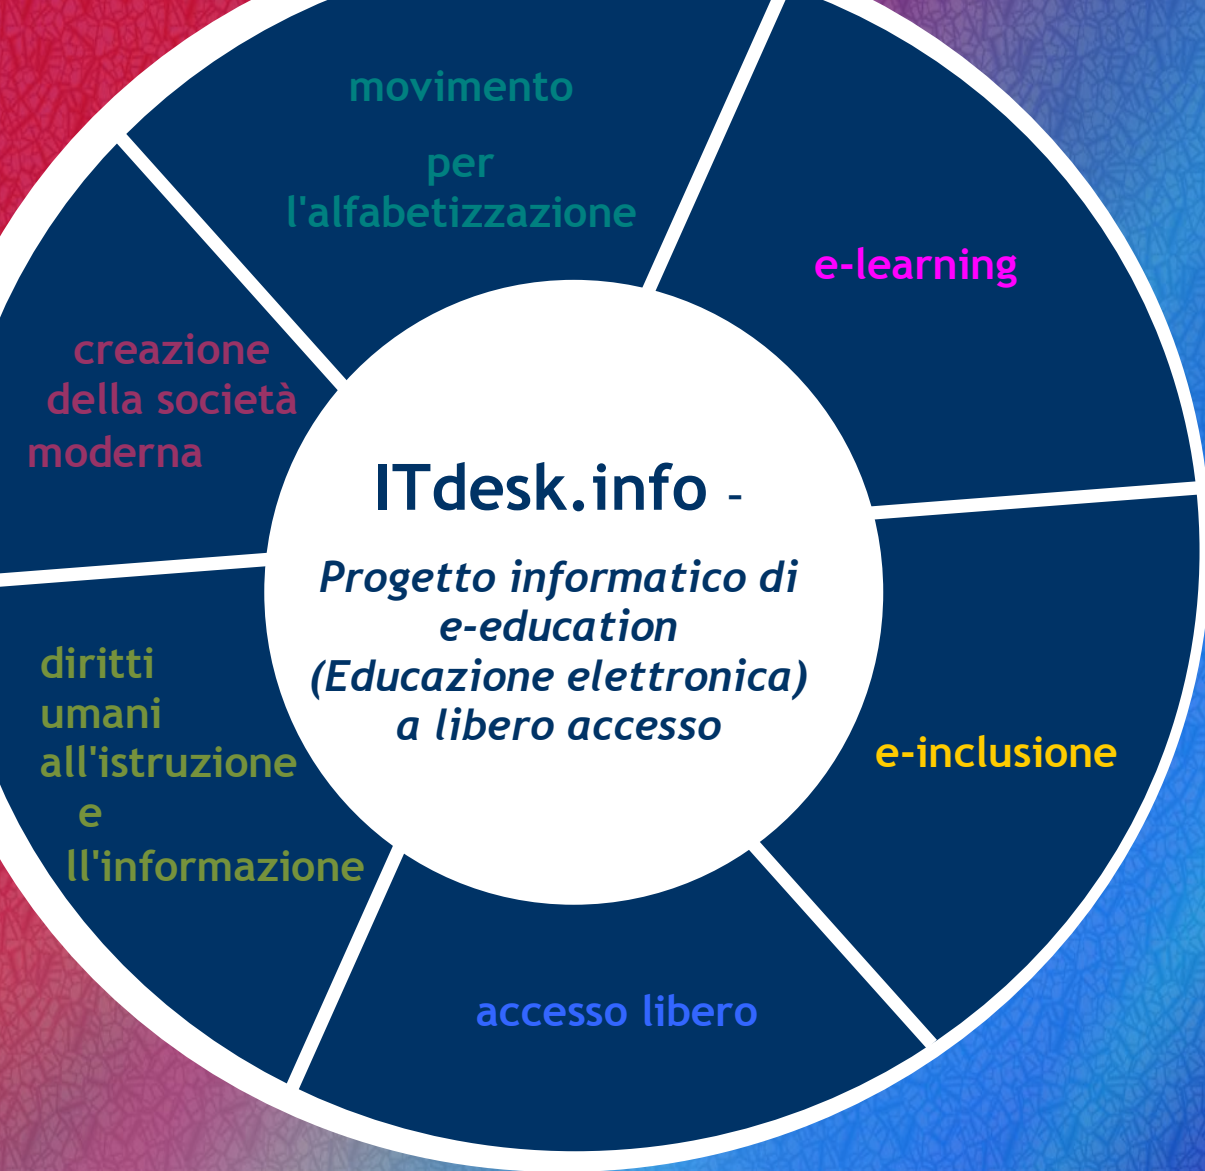 movimento
per
l'alfabetizzazione
e-learning
creazione
della società
moderna
ITdesk.info –
Progetto informatico di
e-education
(Educazione elettronica)
a libero accesso
diritti
umani
all'istruzione
e
ll'informazione
e-inclusione
accesso libero